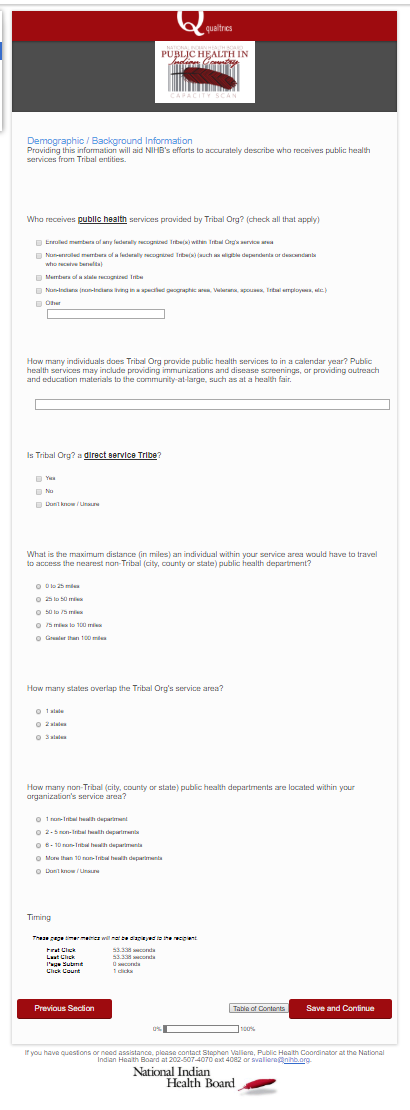 Qualtrics
NATIONAL INDIAN HEALTH BOARD
PUBLIC HEALTH IN
Indian Country
CAPACITY SCAN
Demographic / Background Information
Providing this information will aid NIHB's efforts to accurately describe who receives public health
services from Tribal entities.
Who receives public health services provided by Tribal Org? (check all that apply)
Enrolled members of any federally recognized Tribe(s) within Tribal Org's service area
Non-enrolled members of a federally recognized Tribe(s) (such as eligible dependents or descendants
who receive benefits)
Members of a state recognized Tribe
Non-Indians (non-Indians living in a specified geographic area, Veterans, spouses, Tribal employees, etc.)
Other
How many individuals does Tribal Org provide public health services to in a calendar year? Public
health services may include providing immunizations and disease screenings, or providing outreach
and education materials to the community-at-large, such as at a health fair.
Is Tribal Org? a direct service Tribe?
Yes
No
Don't know / Unsure
What is the maximum distance (in miles) an individual within your service area would have to travel
to access the nearest non-Tribal (city, county or state) public health department?
0 to 25 miles
25 to 50 miles
50 to 75 miles
75 miles to 100 miles
Greater than 100 miles
How many states overlap the Tribal Org's service area?
1 state
2 states
3 states
How many non-Tribal (city, county or state) public health departments are located within your
organization's service area?
1 non-Tribal health department
2 - 5 non-Tribal health departments
6 - 10 non-Tribal health departments
More than 10 non-Tribal health departments
Don't know / Unsure
Timing
These page timer metrics will not be displayed to the recipient.
First Click 53.338 seconds
Last Click 53.338 seconds
Page Submit 0 seconds
Click Count 1 clicks
Previous Section Table of Contents Save and Continue
0% 100%
If you have questions or need assistance, please contact Stephen Valliere, Public Health Coordinator at the National
Indian Health Board at 202-507-4070 ext 4082 or svalliere@nihb.org.
National Indian
Health Board